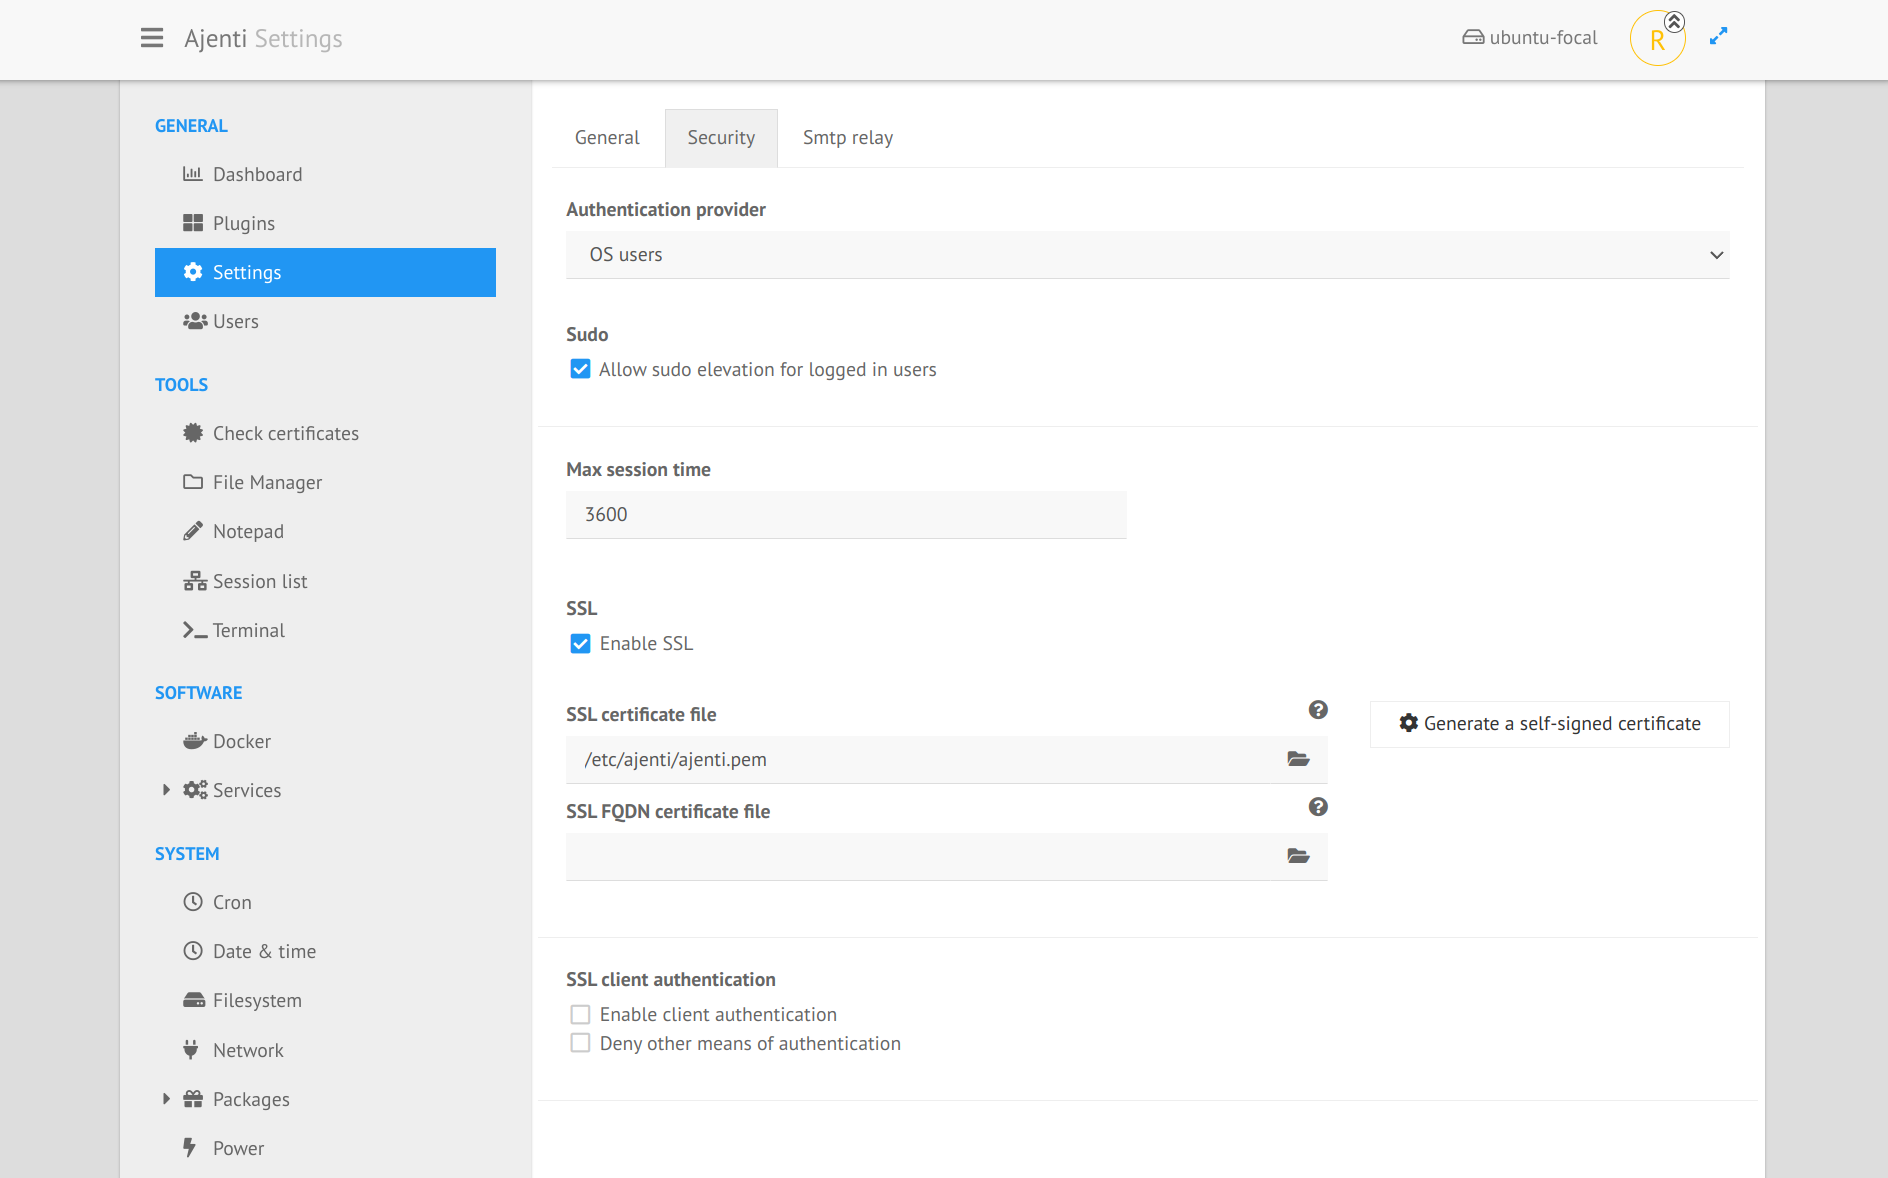 Ajenti Settings
ubuntu-focal
R
GENERAL
Dashboard
Plugins
Settings
Users
TOOLS
Check certificates
File Manager
Notepad
Session list
Terminal
SOFTWARE
Docker
Services
SYSTEM
Cron
Date & time
Filesystem
Network
Packages
Power
General
Security
Smtp relay
Authentication provider
OS users
Sudo
Allow sudo elevation for logged in users
Max session time
3600
SSL
Enable SSL
SSL certificate file
/etc/ajenti/ajenti.pem
Generate a self-signed certificate
SSL FQDN certificate file
SSL client authentication
Enable client authentication
Deny other means of authentication